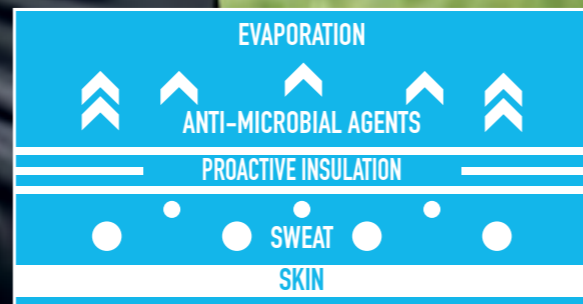 EVAPORATION
ANTI-MICROBIAL AGENTS
PROACTIVE INSULATION
SWEAT
SKIN